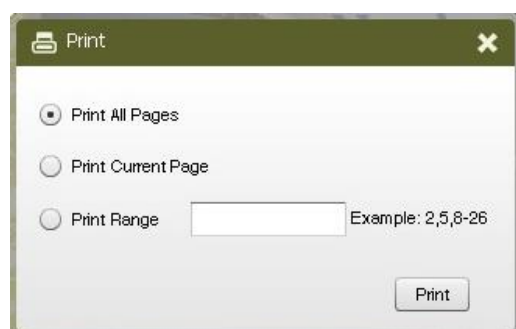 Print
Print All Pages
Print Current Page
Print Range Example: 2,5,8-26
Print